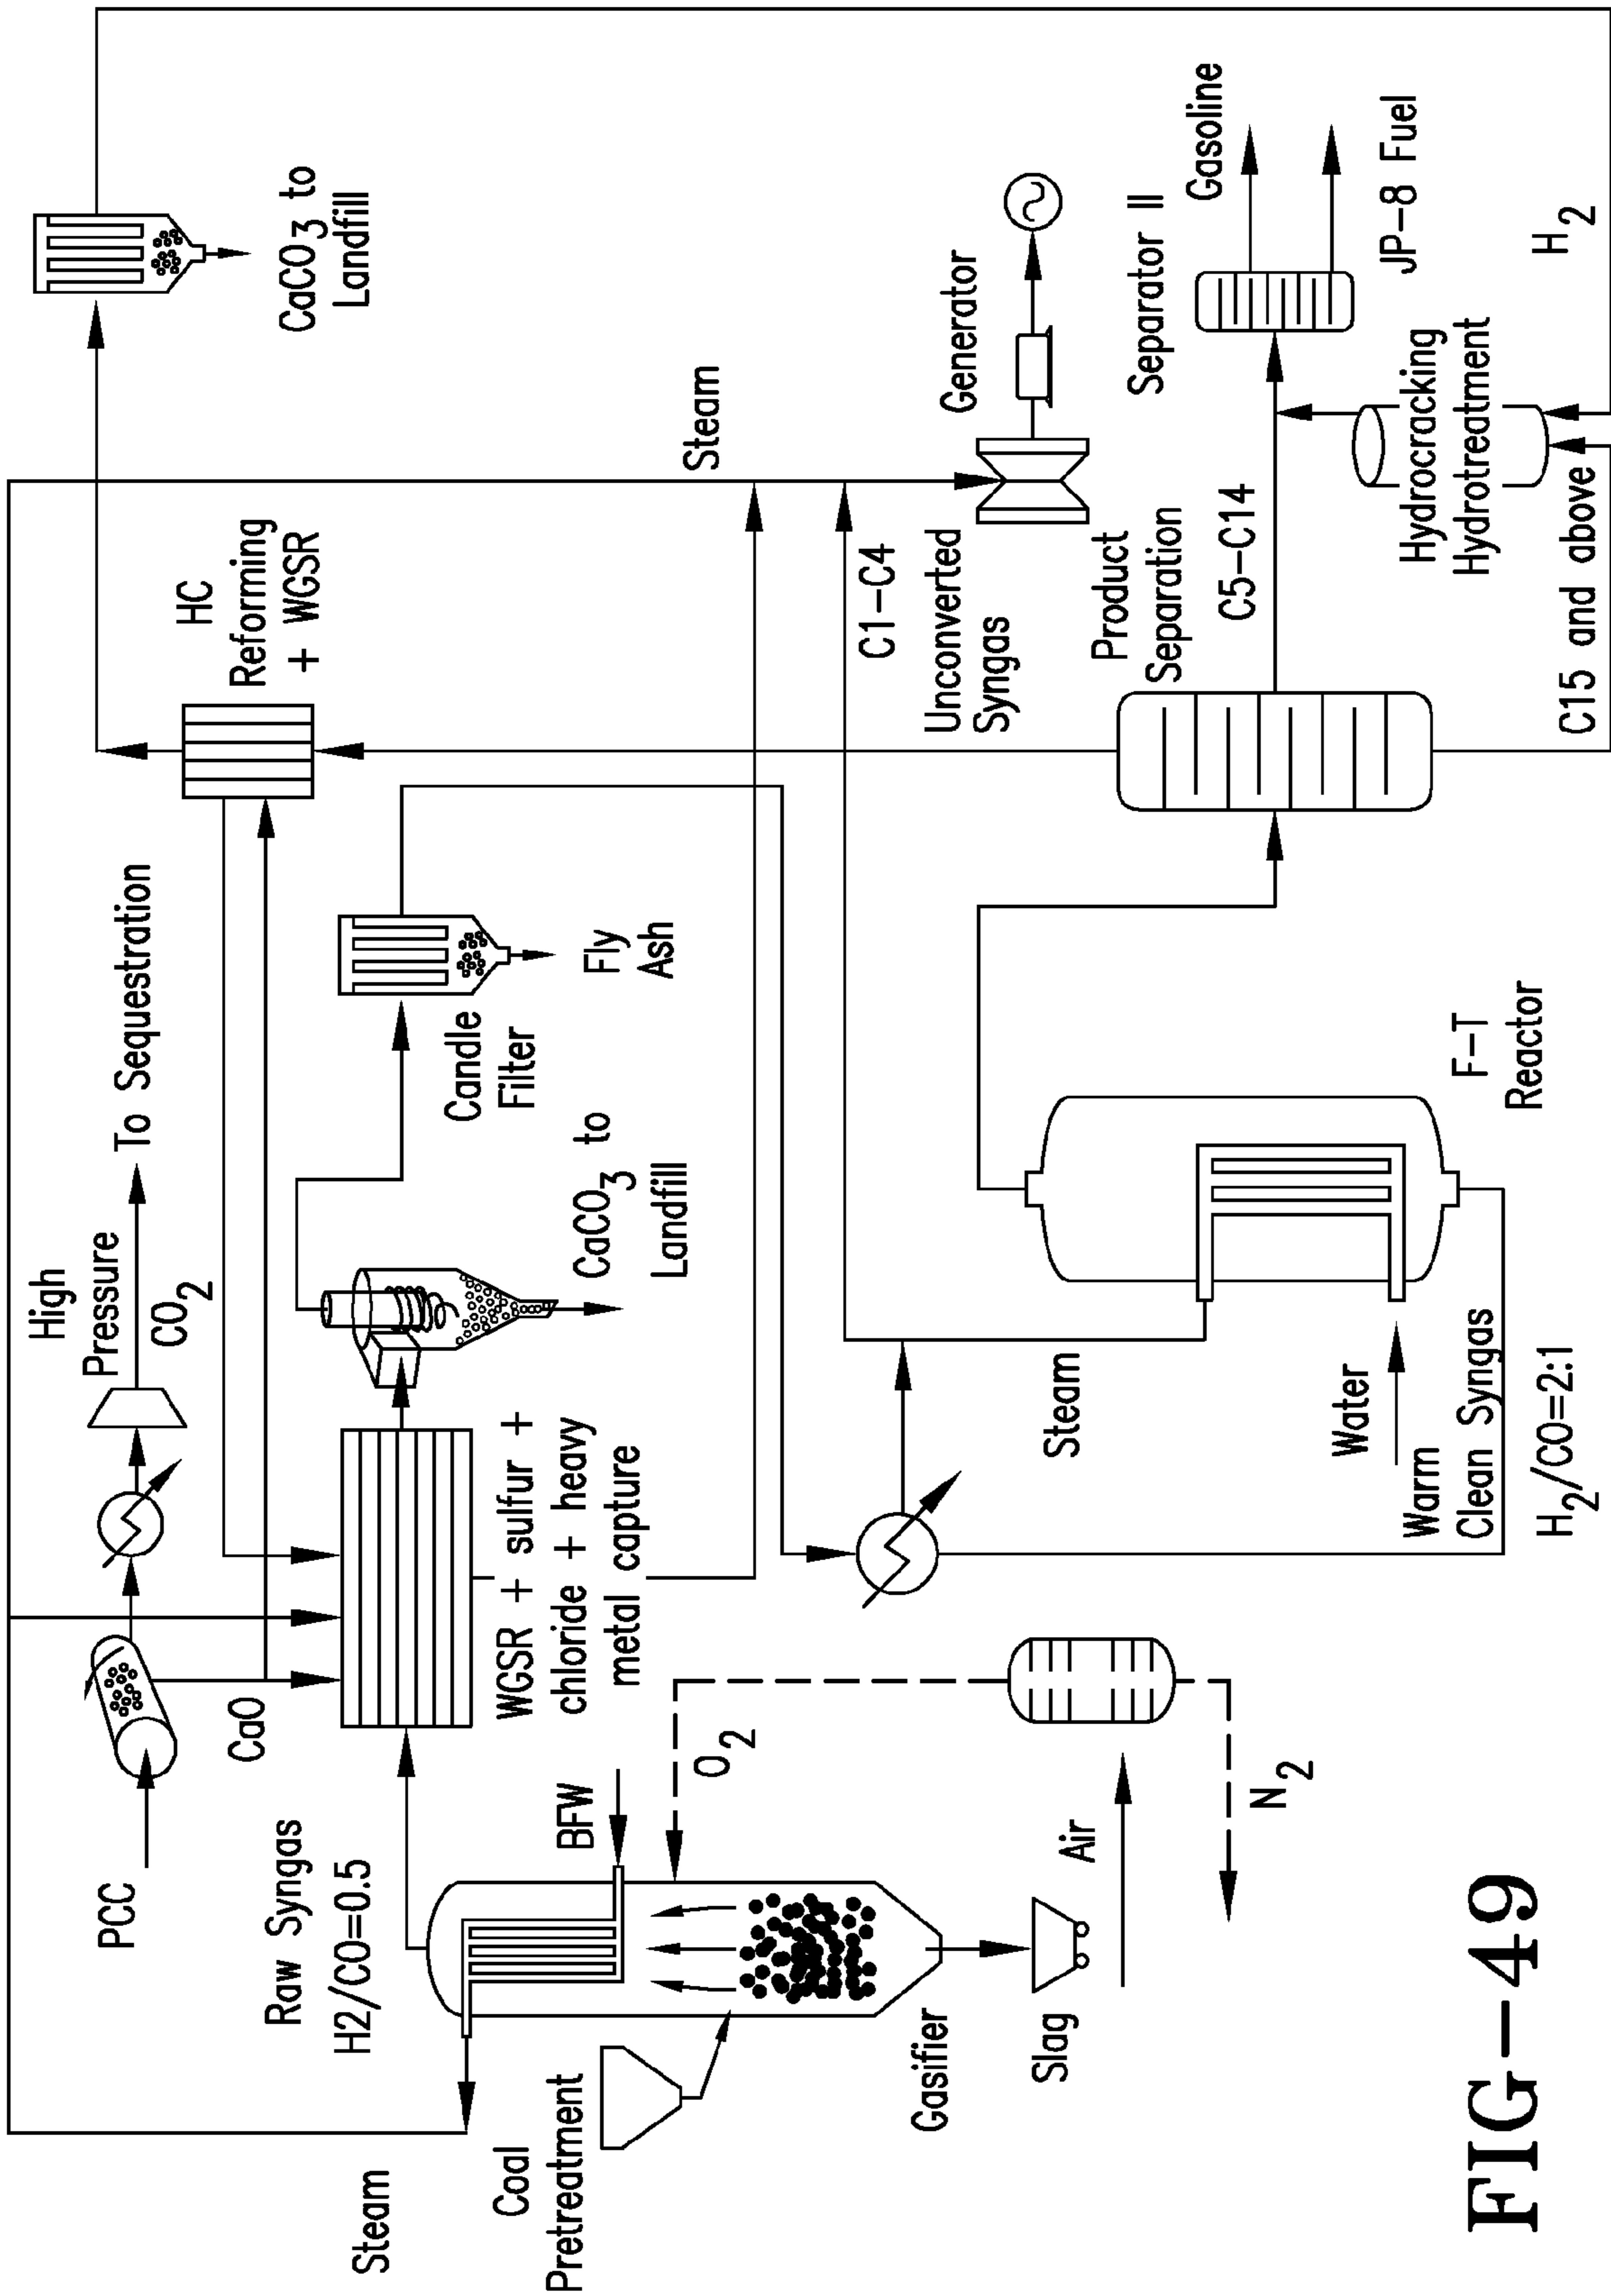 High
Pressure
CO2
To Sequestration
CaCO3 to
Landfill
PCC
CaO
HC
Reforming
+ WGSR
Raw Syngas
H2/CO=0.5
Steam
Coal
Pretreatment
BFW
WGSR + sulfur +
chloride + heavy
metal capture
Candle
Filter
Fly
Ash
CaCO3 to
Landfill
Steam
O2
Gasifier
Slag
Air
N2
C1-C4
Unconverted
Syngas
Generator
Steam
Water
Warm
Clean Syngas
H2/CO=2:1
F-T
Reactor
Product
Separation
C5-C14
Separator II
Gasoline
JP-8 Fuel
Hydrocracking
Hydrotreatment
C15 and above
H2
FIG-49